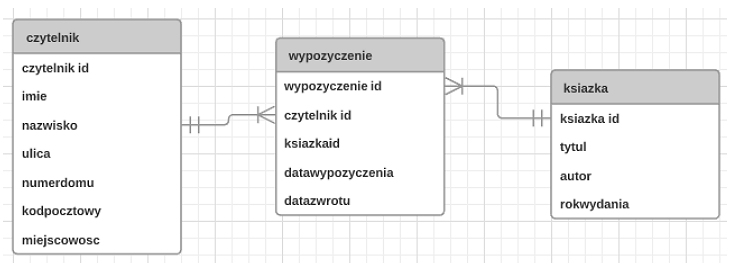 czytelnik
czytelnik id
imie
nazwisko
ulica
numerdomu
kodpocztowy
miejscowosc
wypozyczenie
wypozyczenie id
czytelnik id
ksiazkaid
datawypozyczenia
datazwrotu
ksiazka
ksiazka id
tytul
autor
rokwydania